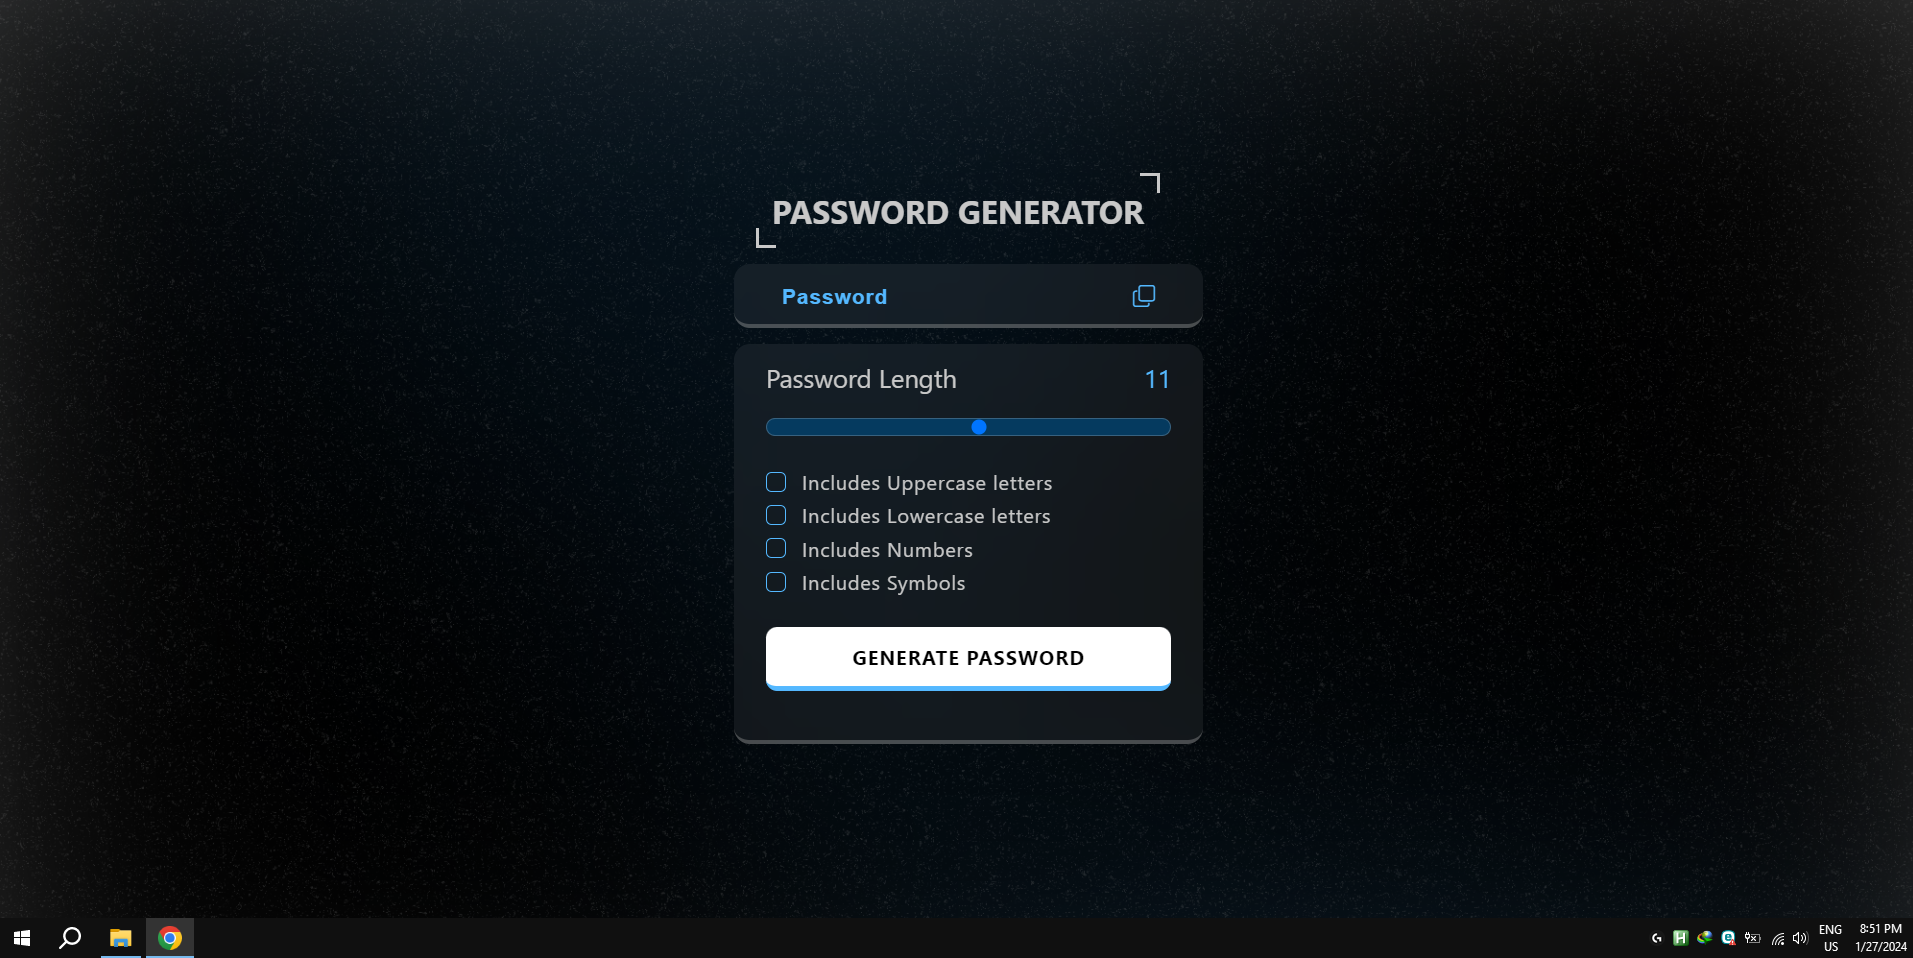 PASSWORD GENERATOR
Password
Password Length 11
Includes Uppercase letters
Includes Lowercase letters
Includes Numbers
Includes Symbols
GENERATE PASSWORD
ENG 8:51 PM
US 1/27/2024